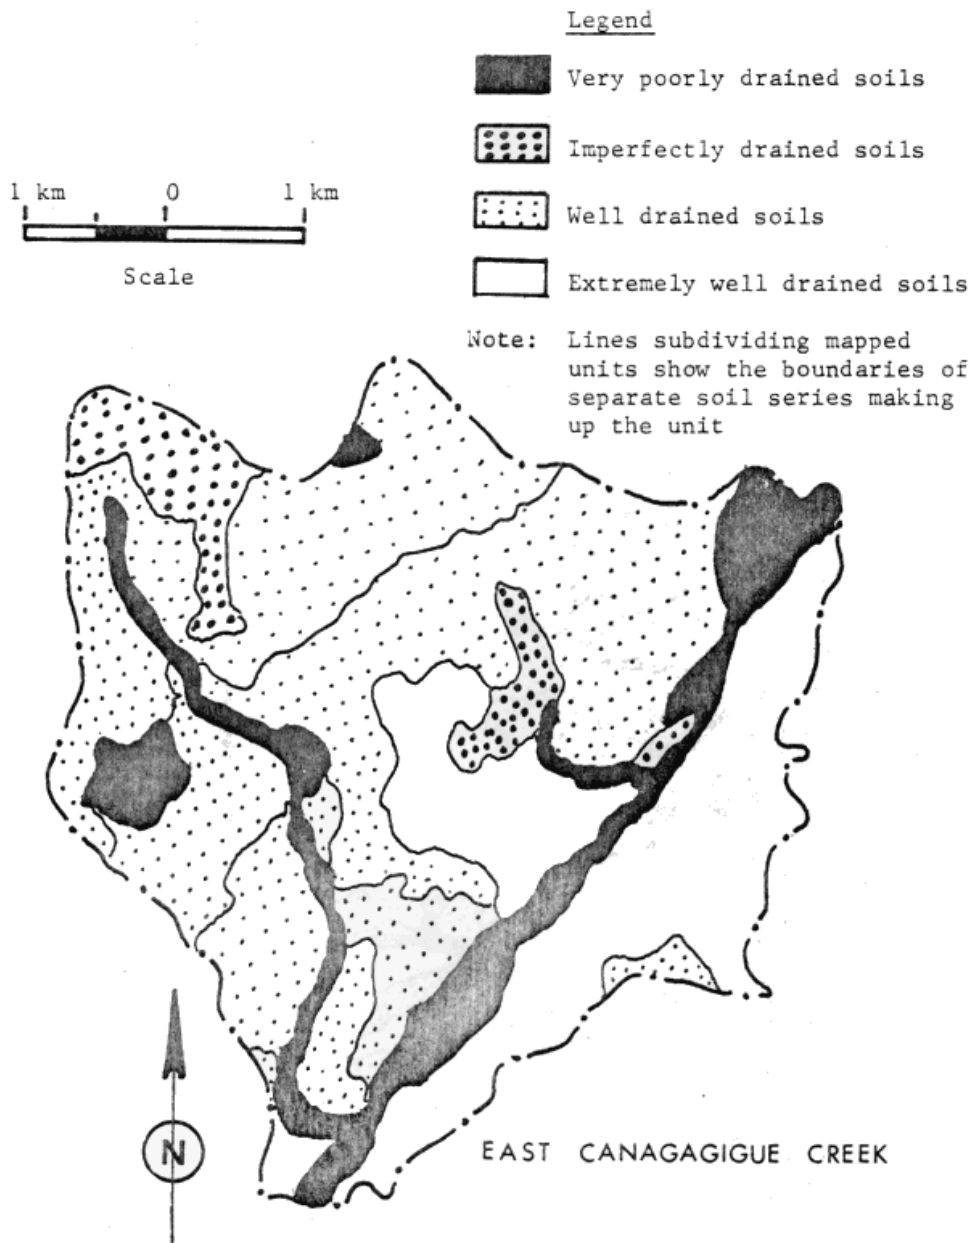 Legend
Very poorly drained soils
Imperfectly drained soils
Well drained soils
Extremely well drained soils
Note: Lines subdividing mapped
units show the boundaries of
separate soil series making
up the unit
1 km 0 1 km
Scale
N
EAST CANAGAGIGUE CREEK